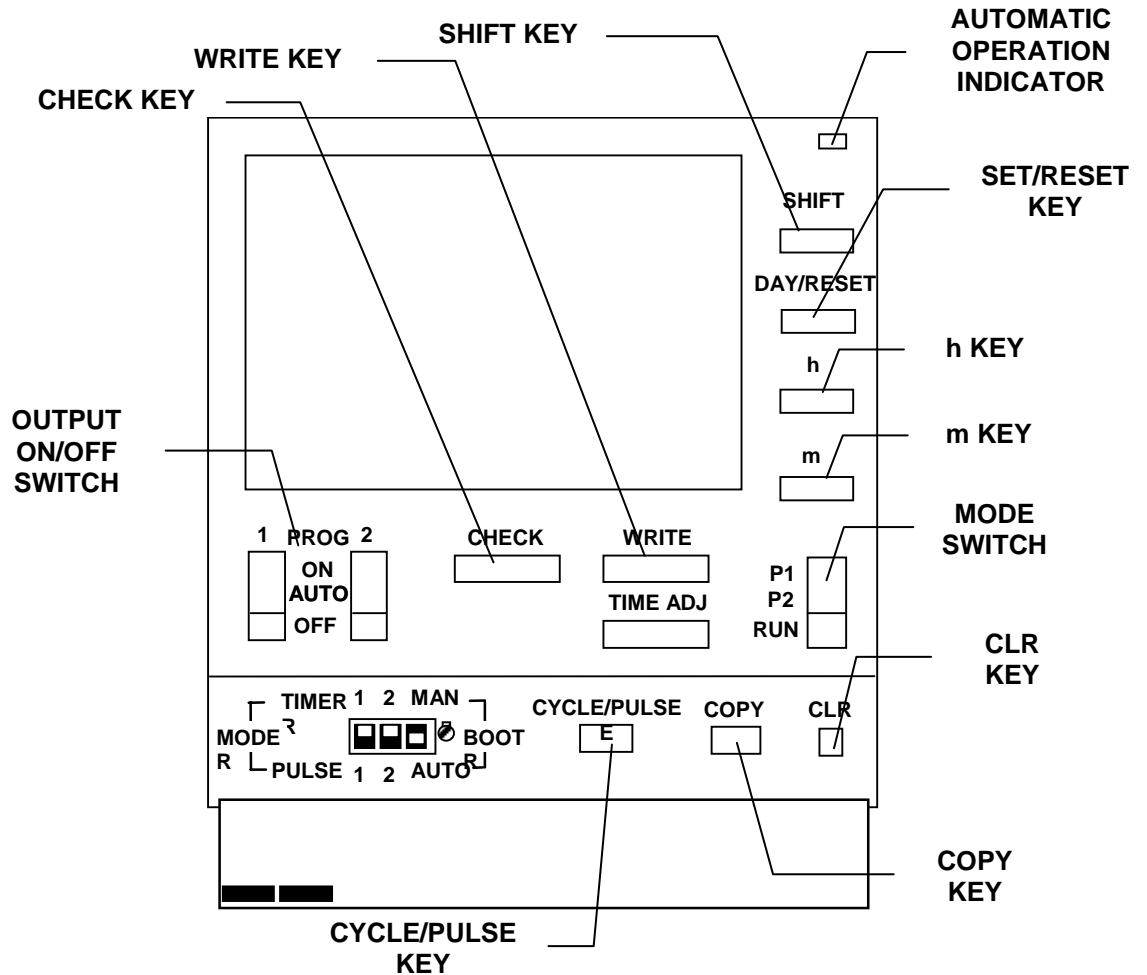 AUTOMATIC
OPERATION
INDICATOR
SHIFT KEY
WRITE KEY
CHECK KEY
SET/RESET
KEY
SHIFT
DAY/RESET
h KEY
h
m KEY
m
OUTPUT
ON/OFF
SWITCH
MODE
SWITCH
1 PROG 2
ON
AUTO
OFF
CHECK
WRITE
TIME ADJ
P1
P2
RUN
CLR
KEY
TIMER 1 2 MAN
R
MODE
R
BOOT
R
PULSE 1 2 AUTO
CYCLE/PULSE
E
COPY
CLR
COPY
KEY
CYCLE/PULSE
KEY